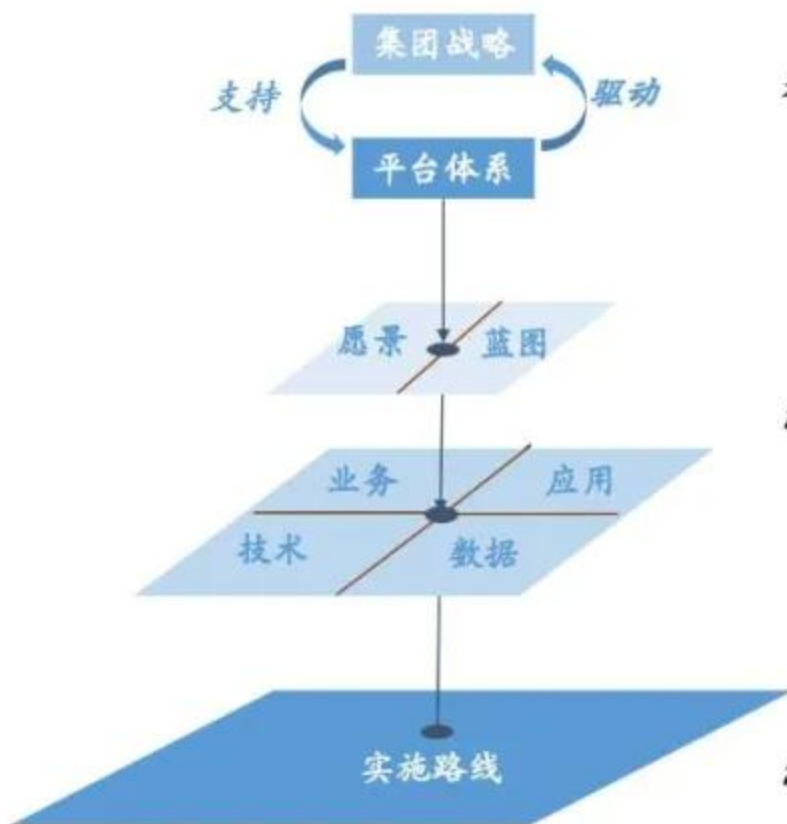 集团战略
支持
驱动
平台体系
愿景
蓝图
业务
应用
技术
数据
实施路线